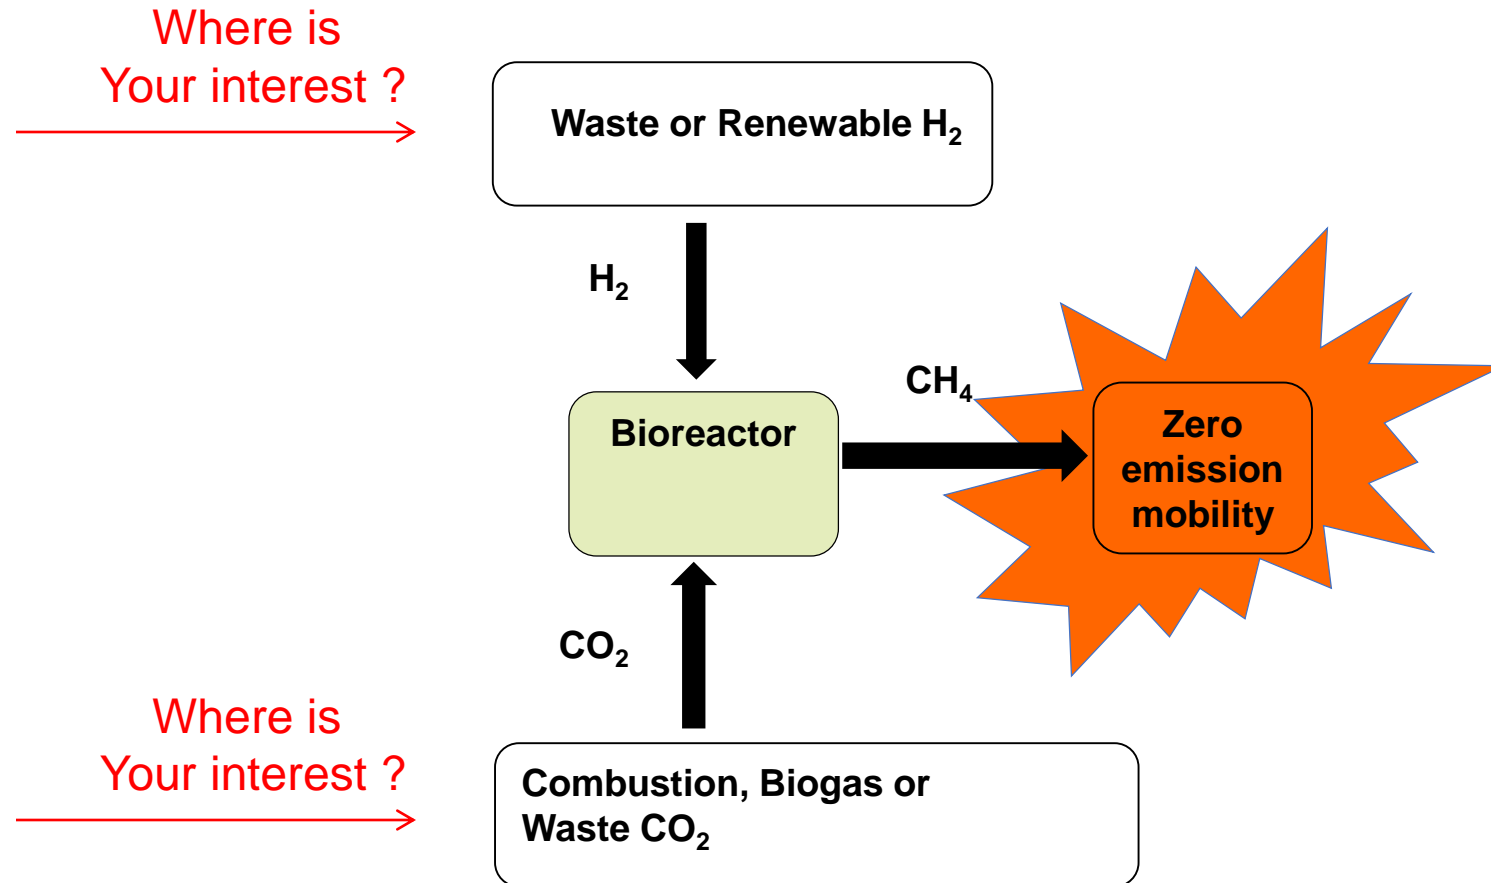 Where is
Your interest ?
Waste or Renewable H₂
H₂
CH₄
Bioreactor
Zero
emission
mobility
CO₂
Where is
Your interest ?
Combustion, Biogas or
Waste CO₂